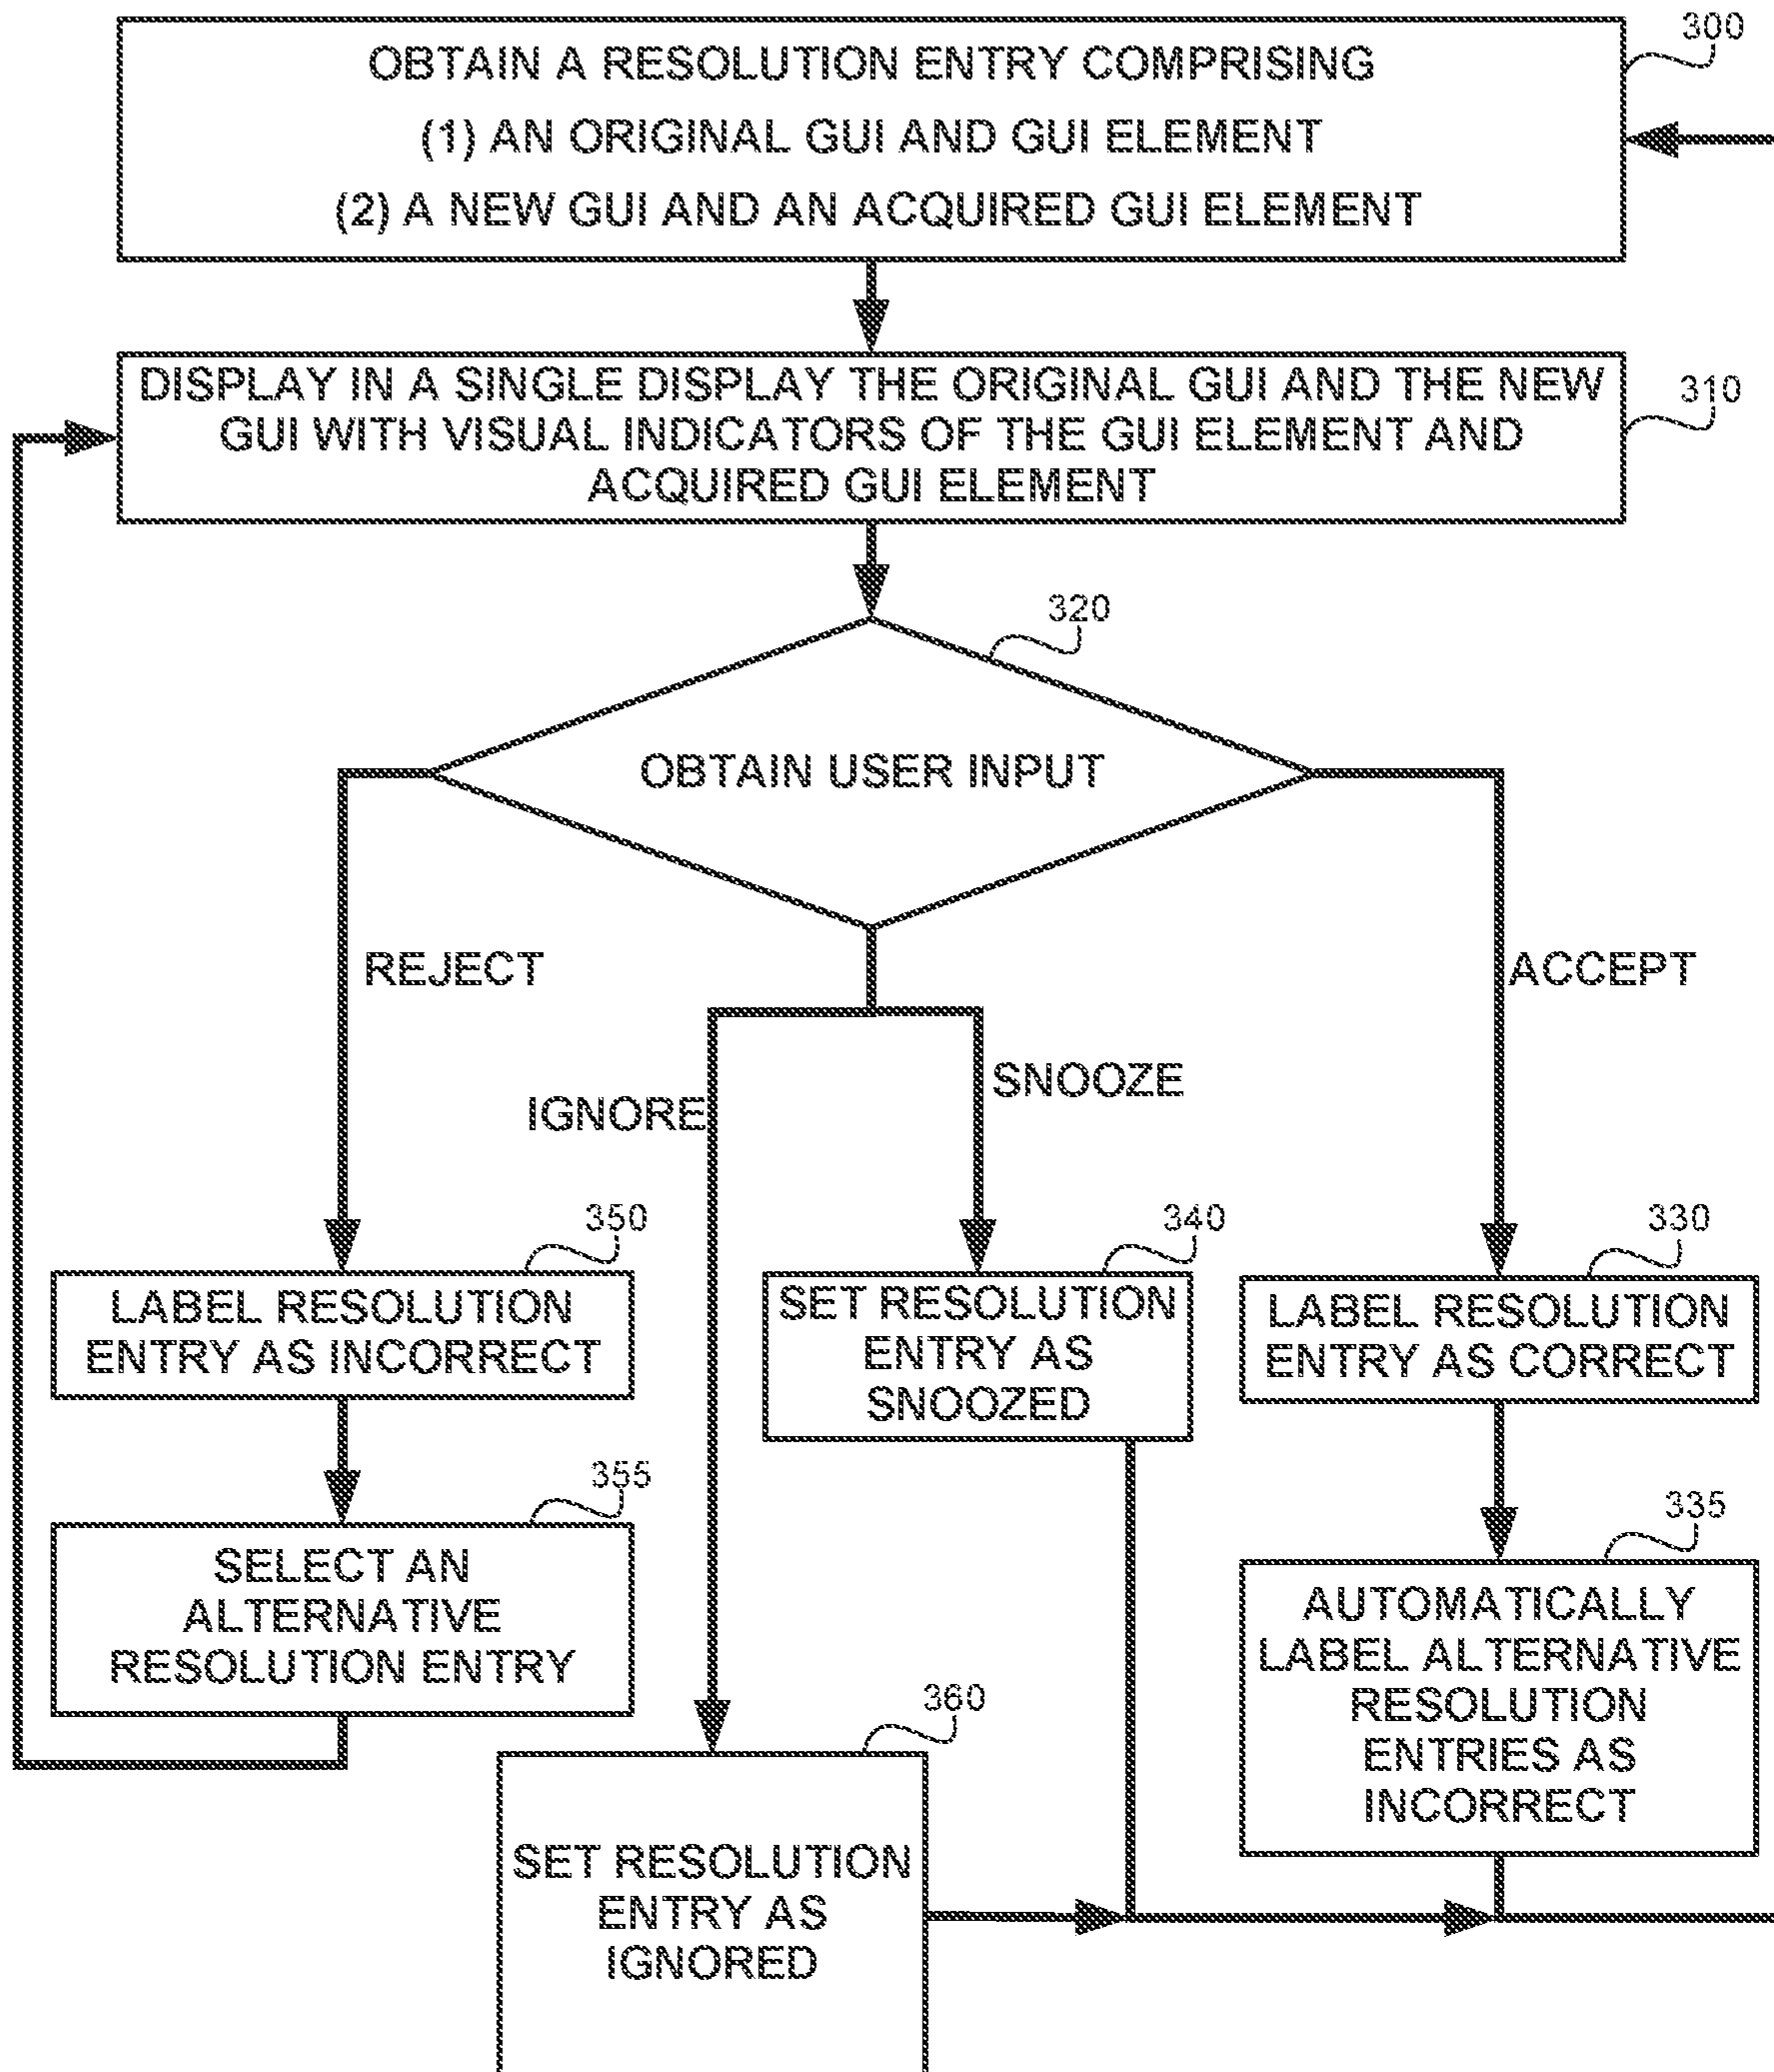 300
OBTAIN A RESOLUTION ENTRY COMPRISING
(1) AN ORIGINAL GUI AND GUI ELEMENT
(2) A NEW GUI AND AN ACQUIRED GUI ELEMENT
310
DISPLAY IN A SINGLE DISPLAY THE ORIGINAL GUI AND THE NEW
GUI WITH VISUAL INDICATORS OF THE GUI ELEMENT AND
ACQUIRED GUI ELEMENT
320
OBTAIN USER INPUT
REJECT
ACCEPT
IGNORE
SNOOZE
350
LABEL RESOLUTION
ENTRY AS INCORRECT
340
SET RESOLUTION
ENTRY AS
SNOOZED
330
LABEL RESOLUTION
ENTRY AS CORRECT
355
SELECT AN
ALTERNATIVE
RESOLUTION ENTRY
335
AUTOMATICALLY
LABEL ALTERNATIVE
RESOLUTION
ENTRIES AS
INCORRECT
360
SET RESOLUTION
ENTRY AS
IGNORED